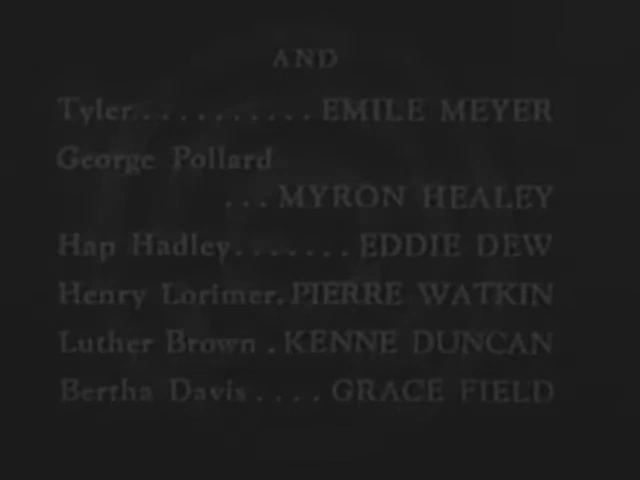 AND
Tyler...........EMILE MEYER
George Pollard
...MYRON HEALEY
Hap Hadley.......EDDIE DEW
Henry Lorimer.PIERRE WATKIN
Luther Brown .KENNE DUNCAN
Bertha Davis....GRACE FIELD